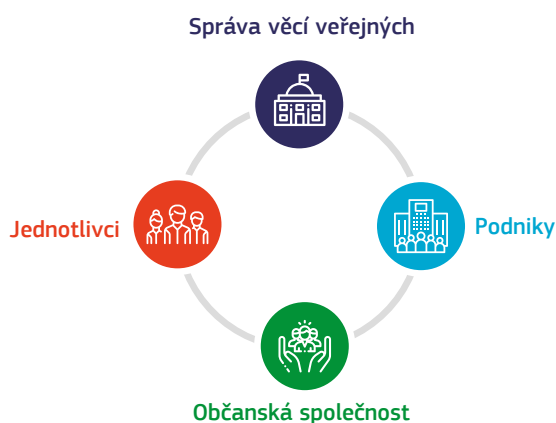 Správa věcí veřejných
Jednotlivci
Podniky
Občanská společnost